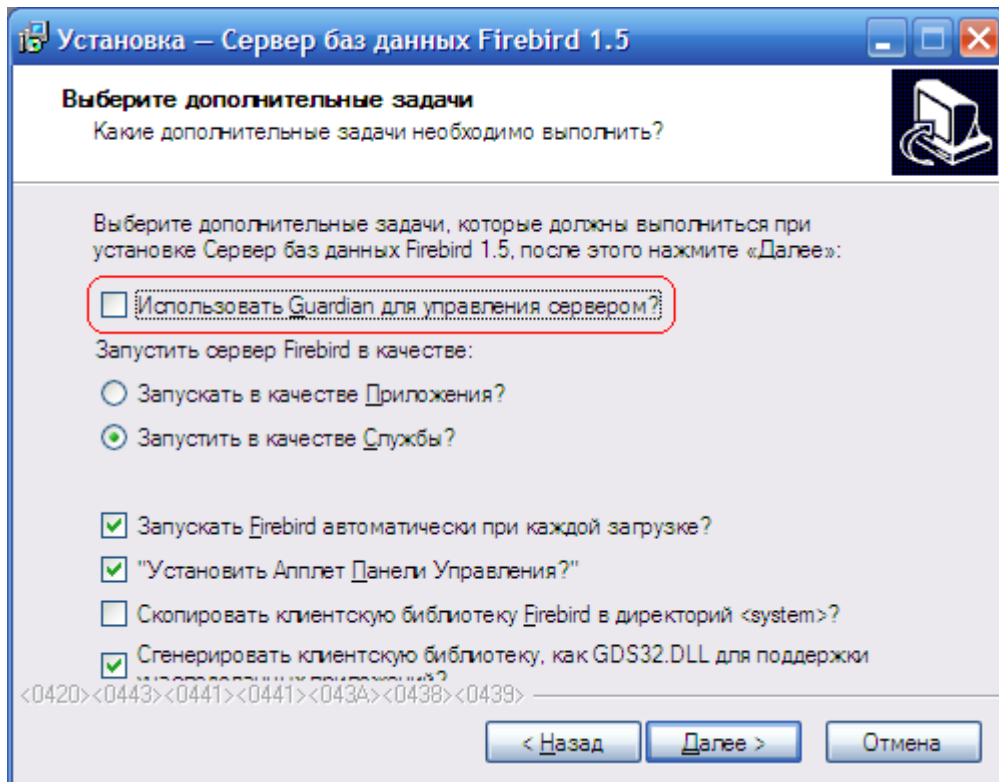 Установка — Сервер баз данных Firebird 1.5
Выберите дополнительные задачи
Какие дополнительные задачи необходимо выполнить?
Выберите дополнительные задачи, которые должны выполниться при
установке Сервер баз данных Firebird 1.5, после этого нажмите «Далее»:
Использовать Guardian для управления сервером?
Запустить сервер Firebird в качестве:
Запускать в качестве Приложения?
Запустить в качестве Службы?
Запускать Firebird автоматически при каждой загрузке?
"Установить Апплет Панели Управления?"
Скопировать клиентскую библиотеку Firebird в директорий <system>?
Сгенерировать клиентскую библиотеку, как GDS32.DLL для поддержки
<0420><0443><0441><0441><043A><0438><0439>
< Назад
Далее >
Отмена